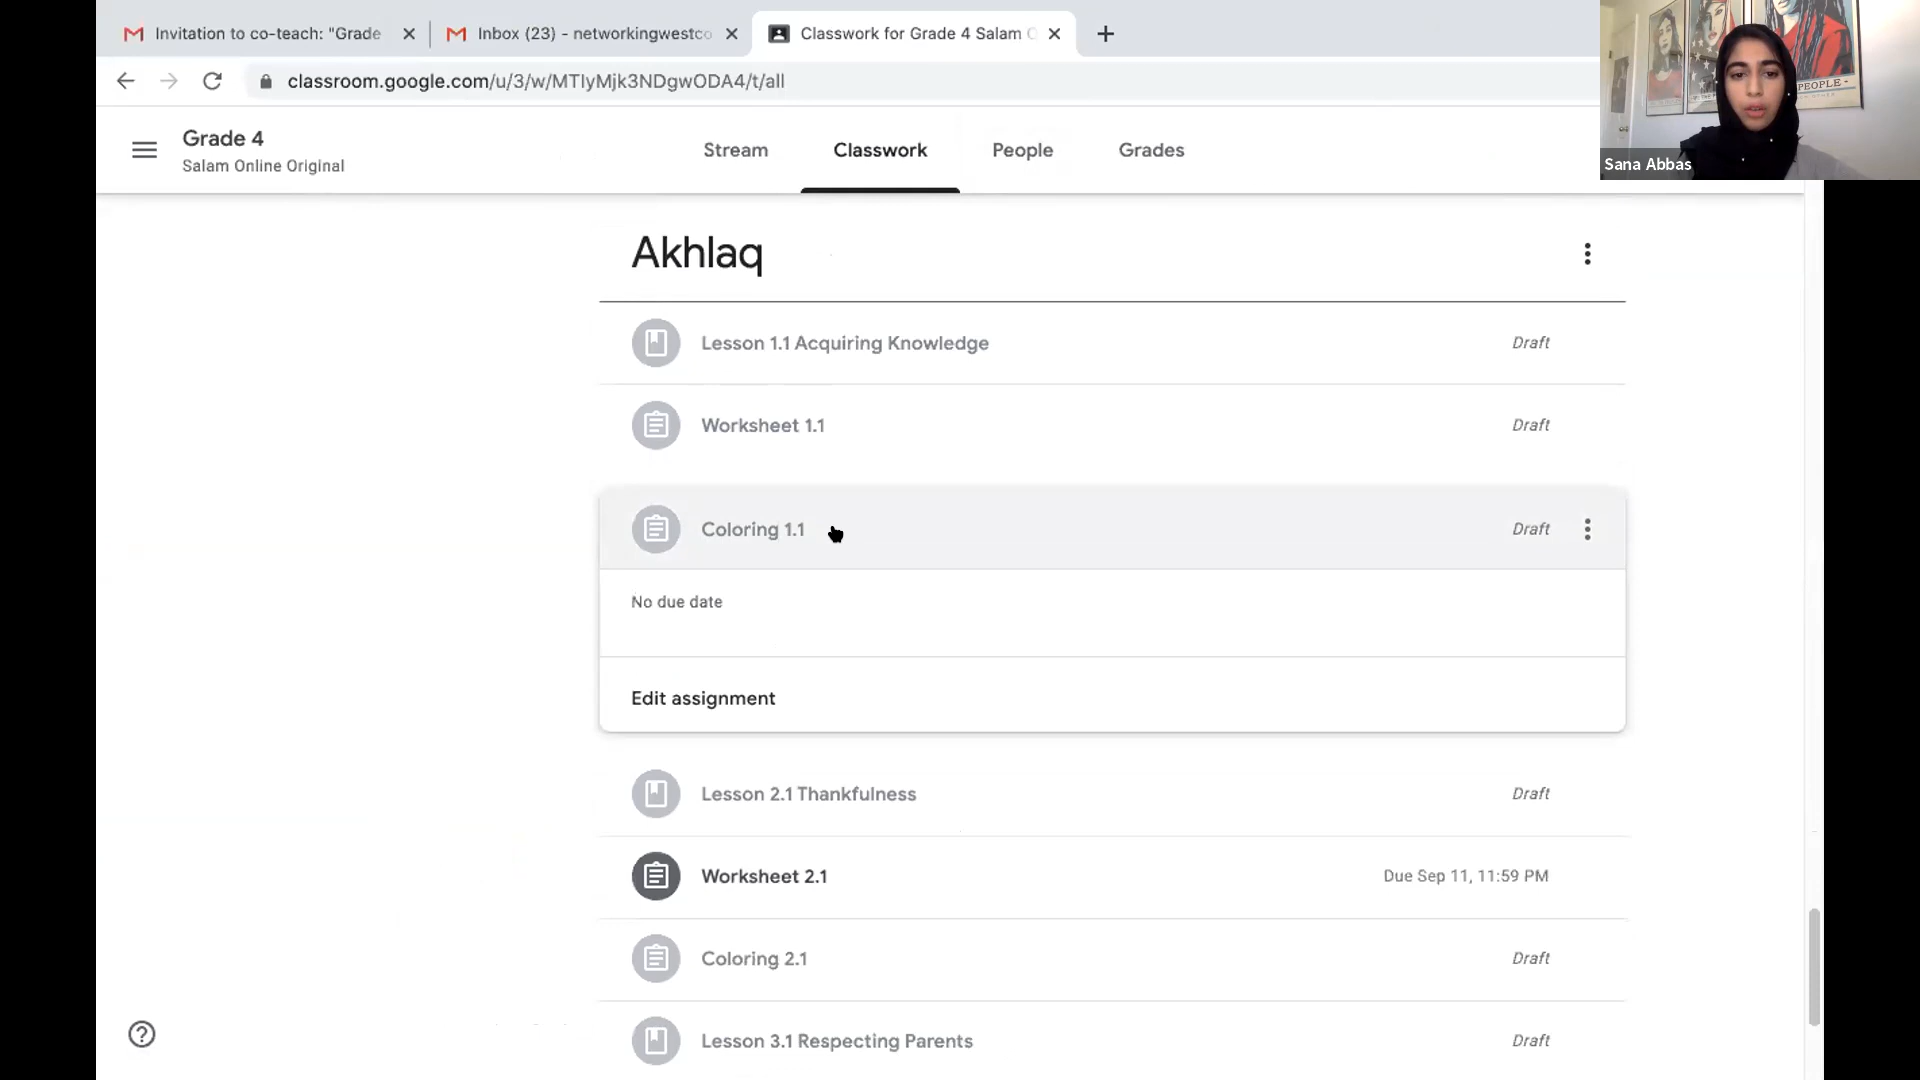 Invitation to co-teach: "Grade
Inbox (23) - networkingwestco
Classwork for Grade 4 Salam O
classroom.google.com/u/3/w/MTIyMjk3NDgwODA4/t/all
PEOPLE -
Sana Abbas
Grade 4
Salam Online Original
Stream
Classwork
People
Grades
Akhlaq
Lesson 1.1 Acquiring Knowledge
Draft
Worksheet 1.1
Draft
Coloring 1.1
Draft
No due date
Edit assignment
Lesson 2.1 Thankfulness
Draft
Worksheet 2.1
Due Sep 11, 11:59 PM
Coloring 2.1
Draft
Lesson 3.1 Respecting Parents
Draft